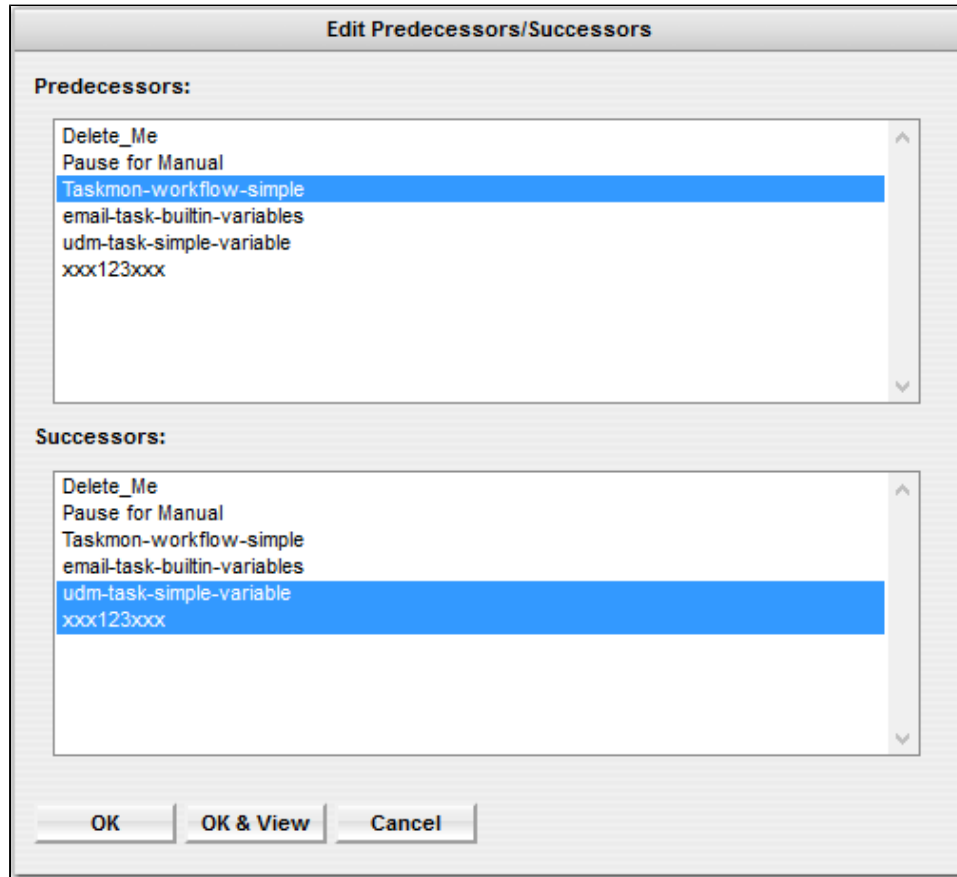 Edit Predecessors/Successors
Predecessors:
Delete_Me
Pause for Manual
Taskmon-workflow-simple
email-task-builtin-variables
udm-task-simple-variable
xxx123xxx
Successors:
Delete_Me
Pause for Manual
Taskmon-workflow-simple
email-task-builtin-variables
udm-task-simple-variable
xxx123xxx
OK OK & View Cancel